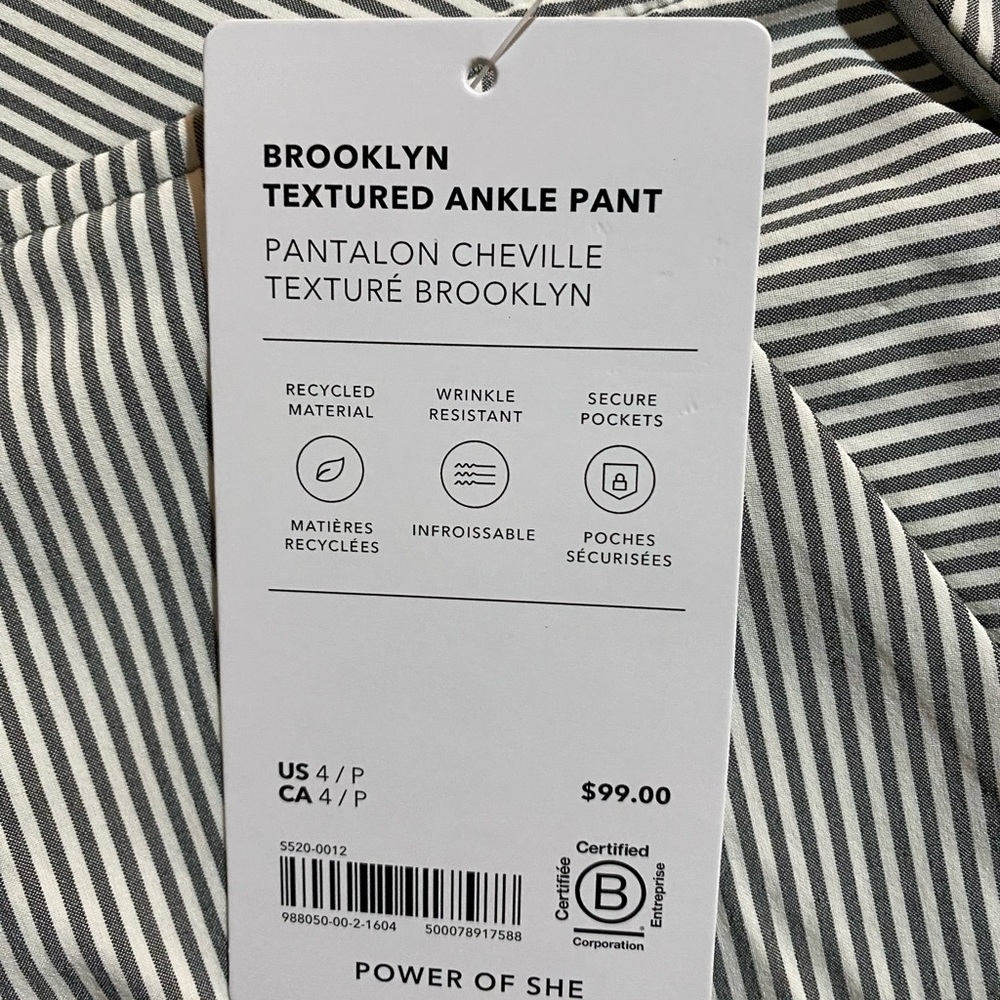 BROOKLYN
TEXTURED ANKLE PANT
PANTALON CHEVILLE
TEXTURÉ BROOKLYN
RECYCLED
MATERIAL
WRINKLE
RESISTANT
SECURE
POCKETS
MATIÈRES
RECYCLÉES
INFROISSABLE
POCHES
SÉCURISÉES
US 4 / P
CA 4 / P
$99.00
S520-0012
988050-00-2-1604 500078917588
Certified
Certifiée
B
Entreprise
Corporation
POWER OF SHE